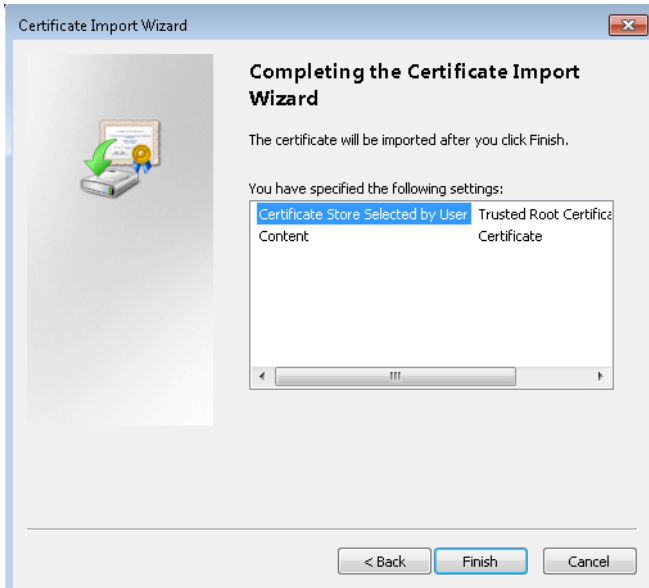 Certificate Import Wizard
Completing the Certificate Import
Wizard
The certificate will be imported after you click Finish.
You have specified the following settings:
Certificate Store Selected by User Trusted Root Certifica
Content Certificate
< Back Finish Cancel